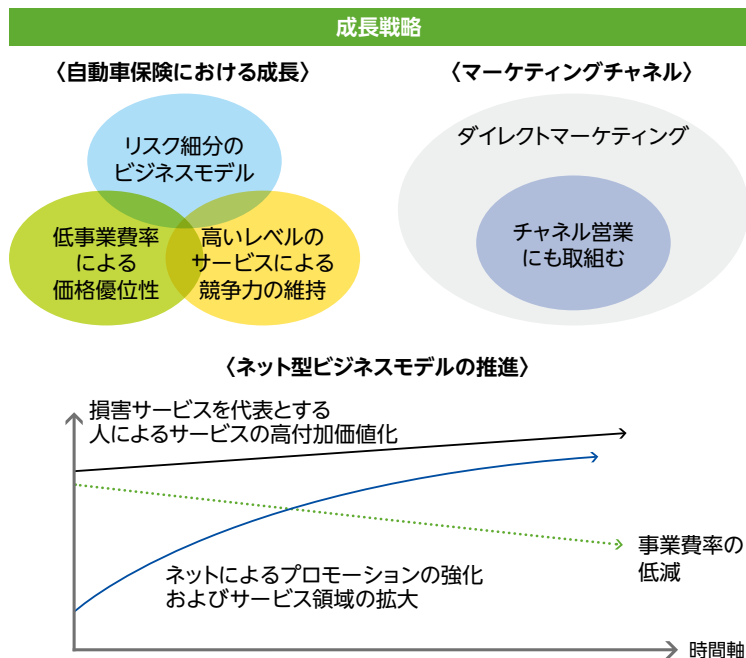 成長戦略
〈自動車保険における成長〉
リスク細分の
ビジネスモデル
低事業費率
による
価格優位性
高いレベルの
サービスによる
競争力の維持
〈マーケティングチャネル〉
ダイレクトマーケティング
チャネル営業
にも取組む
〈ネット型ビジネスモデルの推進〉
損害サービスを代表とする
人によるサービスの高付加価値化
事業費率の
低減
ネットによるプロモーションの強化
およびサービス領域の拡大
時間軸